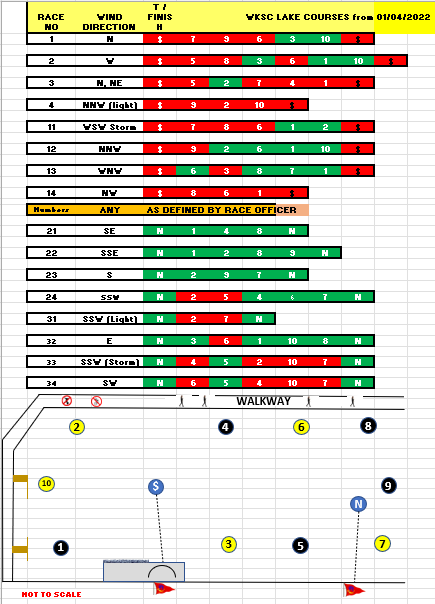 T /
RACE WIND FINIS WKSC LAKE COURSES from 01/04/2022
NO DIRECTION H
1 N $ 7 9 6 3 10 $
2 W $ 5 8 3 6 1 10 $
3 N, NE $ 5 2 7 4 1 $
4 NNW (light) $ 9 2 10 $
11 WSW Storm $ 7 8 6 1 2 $
12 NNW $ 9 2 6 1 10 $
13 WNW $ 6 3 8 7 1 $
14 NW $ 8 6 1 $
Numbers ANY AS DEFINED BY RACE OFFICER
21 SE N 1 4 8 N
22 SSE N 1 2 8 9 N
23 S N 2 9 7 N
24 SSW N 2 5 4 6 7 N
31 SSW (Light) N 2 7 N
32 E N 3 6 1 10 8 N
33 SSW (Storm) N 4 5 2 10 7 N
34 SW N 6 5 4 10 7 N
WALKWAY
2 4 6 8
10 $ 9
N
1 3 5 7
NOT TO SCALE